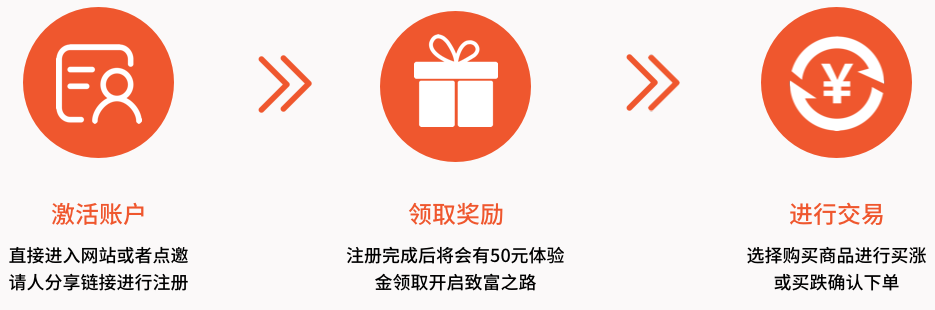 ¥
激活账户
直接进入网站或者点邀
请人分享链接进行注册
领取奖励
注册完成后将会有50元体验
金领取开启致富之路
进行交易
选择购买商品进行买涨
或买跌确认下单